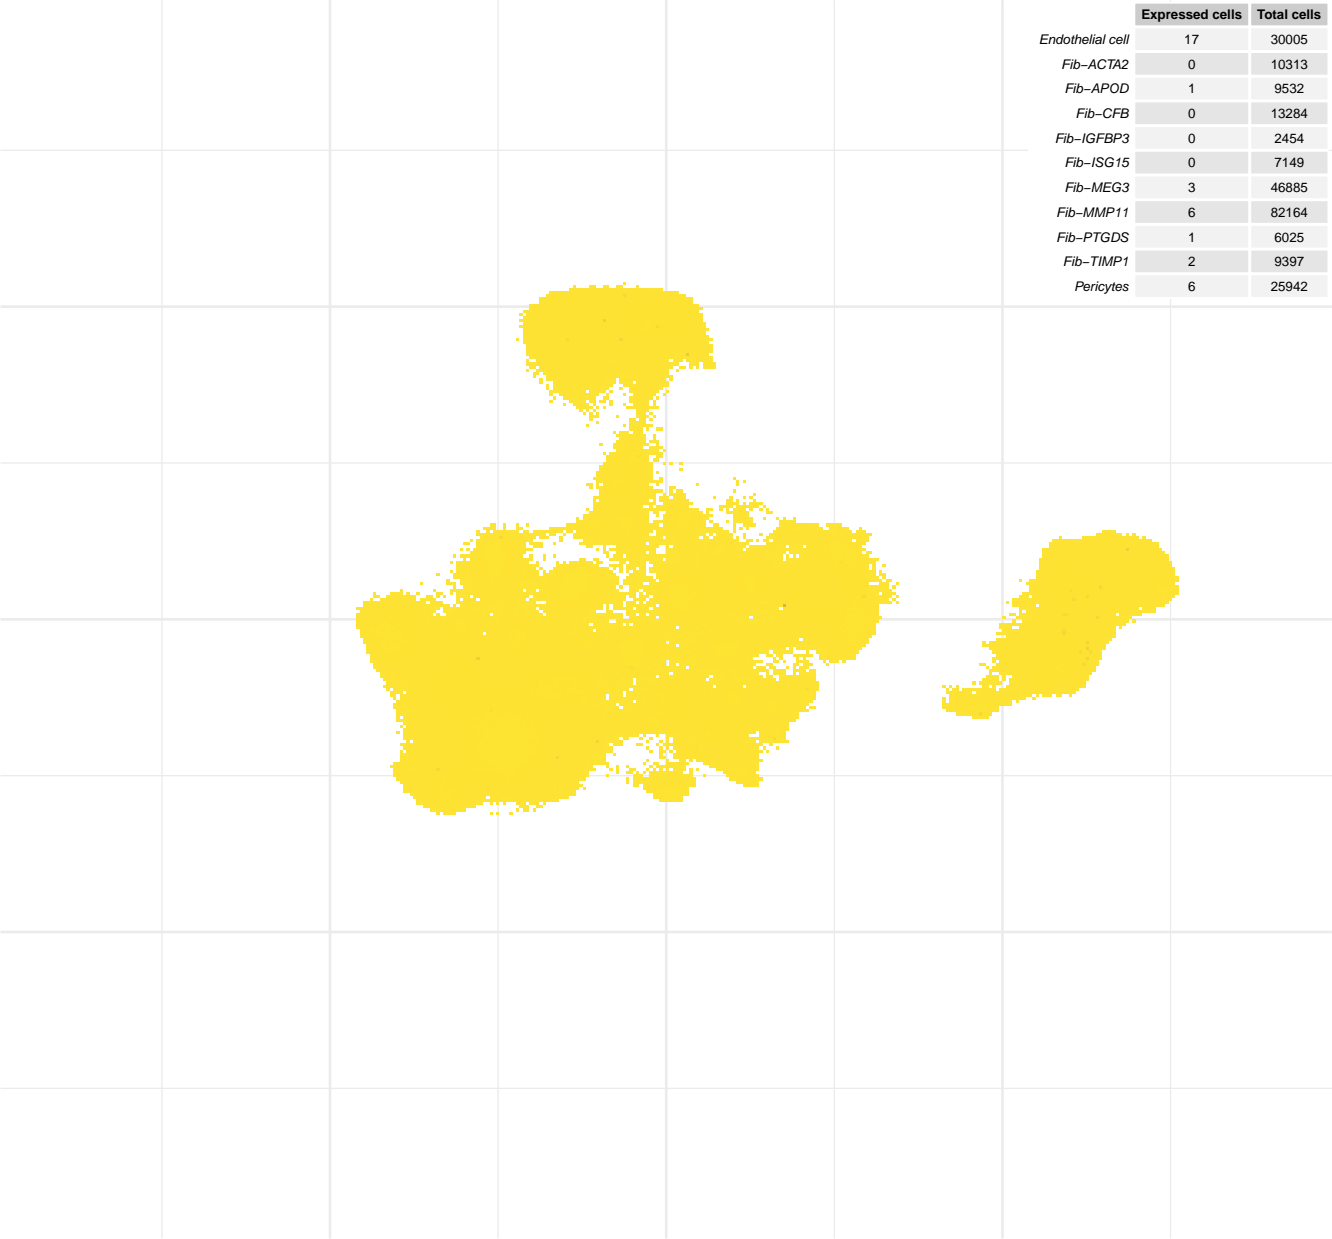 Expressed cells Total cells
Endothelial cell 17 30005
Fib−ACTA2 0 10313
Fib−APOD 1 9532
Fib−CFB 0 13284
Fib−IGFBP3 0 2454
Fib−ISG15 0 7149
Fib−MEG3 3 46885
Fib−MMP11 6 82164
Fib−PTGDS 1 6025
Fib−TIMP1 2 9397
Pericytes 6 25942